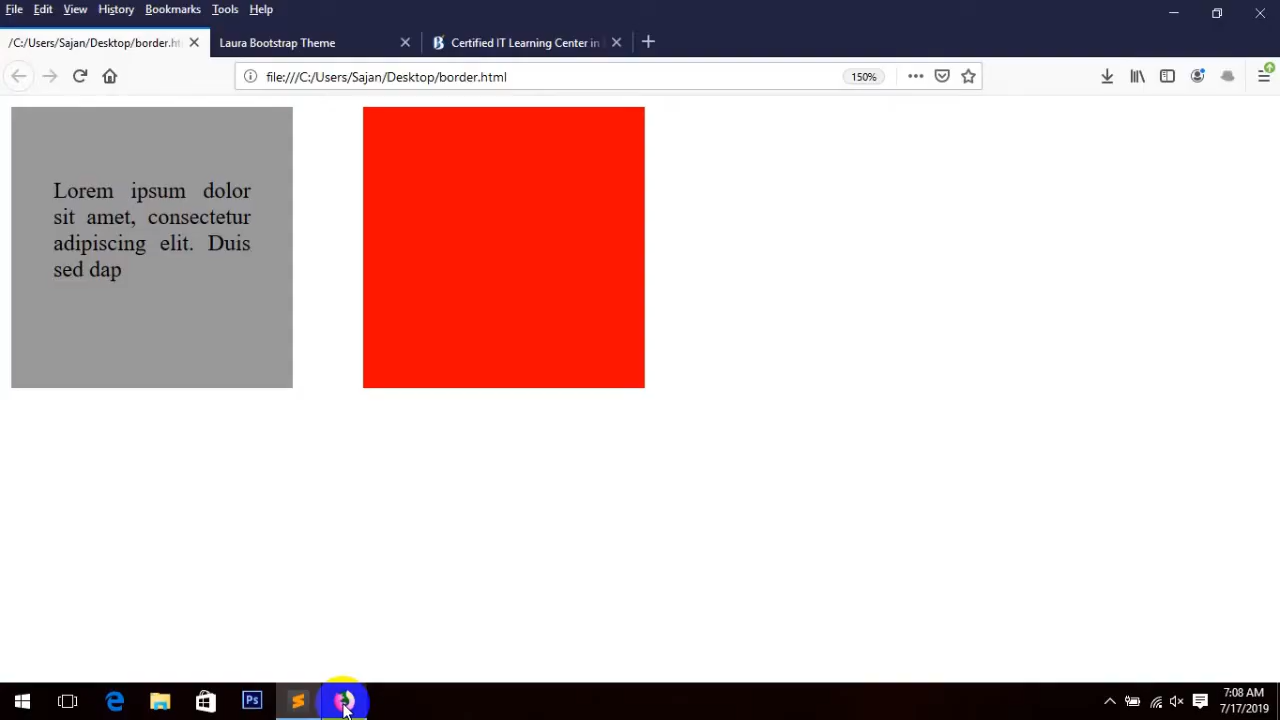 File Edit View History Bookmarks Tools Help
/C:/Users/Sajan/Desktop/border.ht
Laura Bootstrap Theme
Certified IT Learning Center in
file:///C:/Users/Sajan/Desktop/border.html
150%
Lorem ipsum dolor
sit amet, consectetur
adipiscing elit. Duis
sed dap
Ps
7:08 AM
7/17/2019